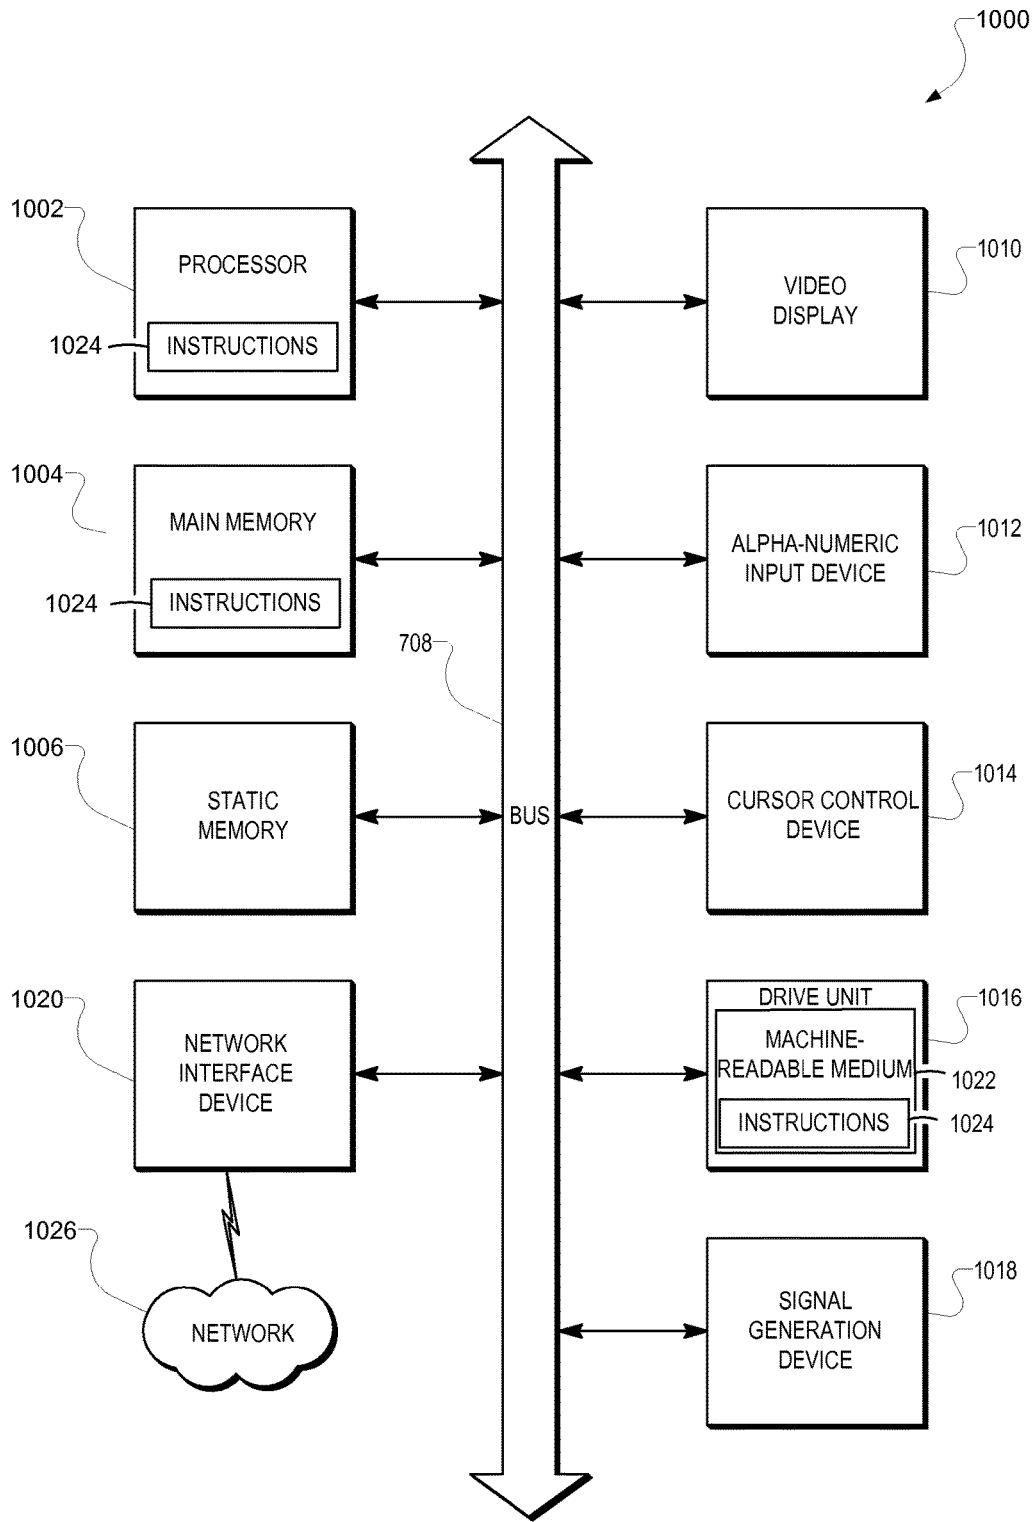 1000
1002
PROCESSOR
1024
INSTRUCTIONS
1010
VIDEO
DISPLAY
1004
MAIN MEMORY
1024
INSTRUCTIONS
1012
ALPHA-NUMERIC
INPUT DEVICE
708
1006
STATIC
MEMORY
BUS
1014
CURSOR CONTROL
DEVICE
1020
NETWORK
INTERFACE
DEVICE
1016
DRIVE UNIT
MACHINE-
READABLE MEDIUM
1022
INSTRUCTIONS
1024
1026
NETWORK
1018
SIGNAL
GENERATION
DEVICE